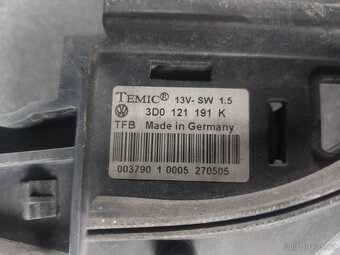 TEMIC® 13V- SW 1.5
3D0 121 191 K
TFB Made in Germany
003790 1 0005 270505